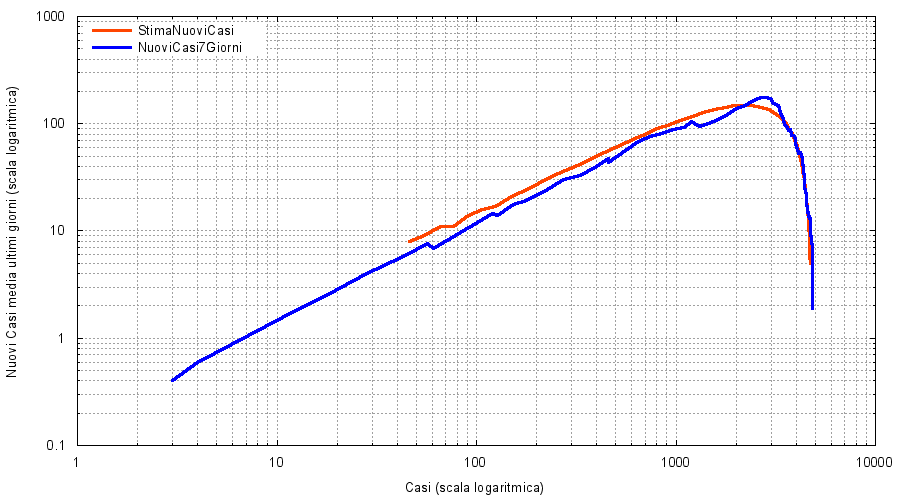 1000
100
10
1
0.1
StimaNuoviCasi
NuoviCasi7Giorni
Nuovi Casi media ultimi giorni (scala logaritmica)
1 10 100 1000 10000
Casi (scala logaritmica)